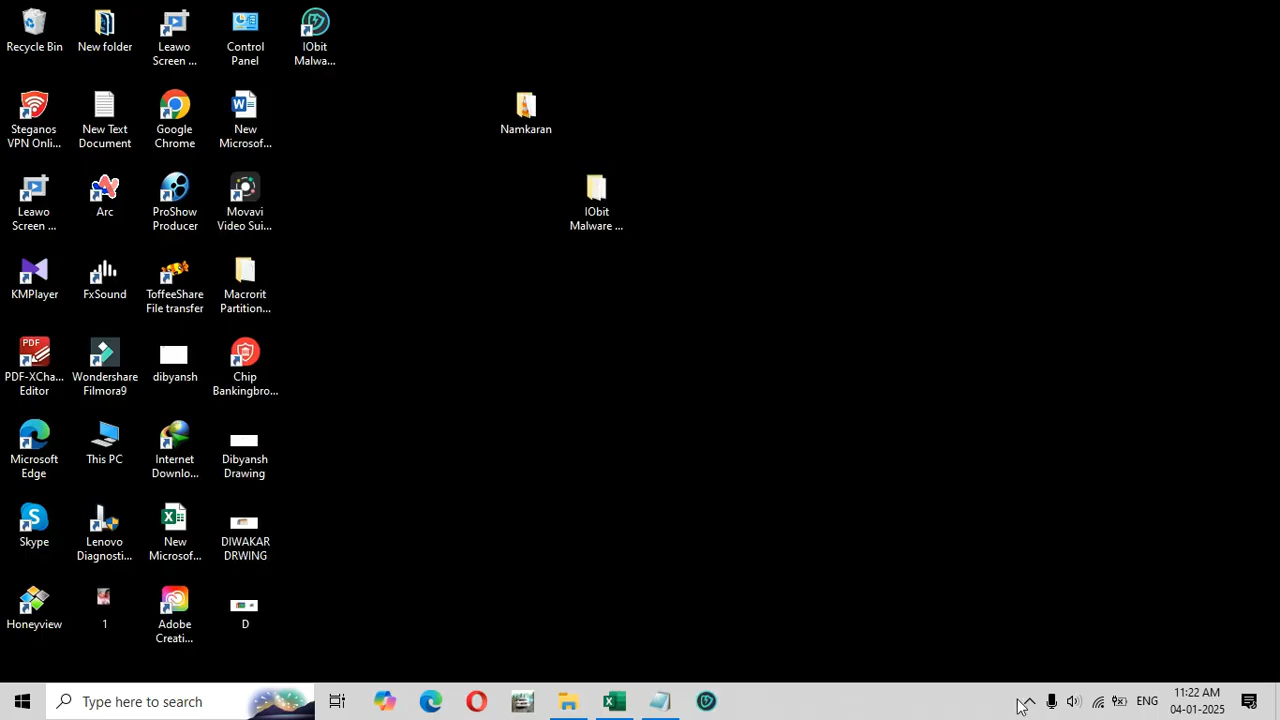 Recycle Bin
New folder
Leawo
Screen ...
Control
Panel
IObit
Malwa...
Steganos
VPN Onli...
New Text
Document
Google
Chrome
W
New
Microsof...
Namkaran
Leawo
Screen ...
Arc
ProShow
Producer
Movavi
Video Sui...
IObit
Malware ...
KMPlayer
FxSound
ToffeeShare
File transfer
Macrorit
Partition...
PDF
PDF-XCha...
Editor
Wondershare
Filmora9
dibyansh
Chip
Bankingbro...
Microsoft
Edge
This PC
Internet
Downlo...
Dibyansh
Drawing
S
Skype
Lenovo
Diagnosti...
X
New
Microsof...
DIWAKAR
DRWING
Honeyview
1
Adobe
Creati...
D
Type here to search
X
ENG
11:22 AM
04-01-2025